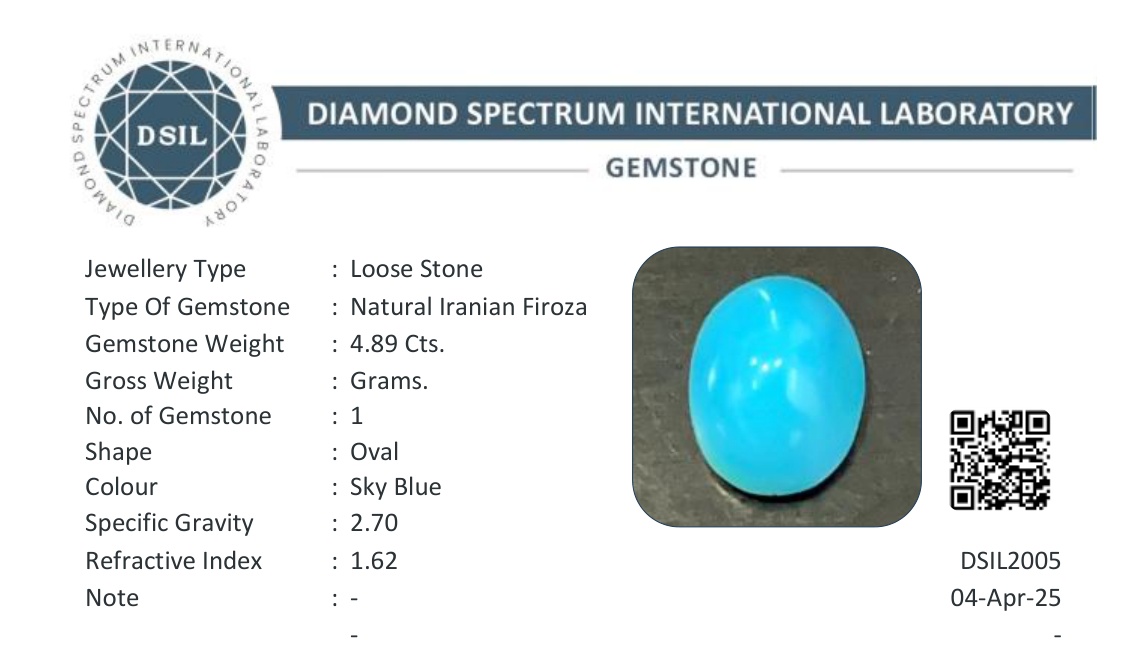 DIAMOND SPECTRUM INTERNATIONAL LABORATORY
DSIL
DIAMOND SPECTRUM INTERNATIONAL LABORATORY
GEMSTONE
Jewellery Type : Loose Stone
Type Of Gemstone : Natural Iranian Firoza
Gemstone Weight : 4.89 Cts.
Gross Weight : Grams.
No. of Gemstone : 1
Shape : Oval
Colour : Sky Blue
Specific Gravity : 2.70
Refractive Index : 1.62
Note : -
-
DSIL2005
04-Apr-25
-